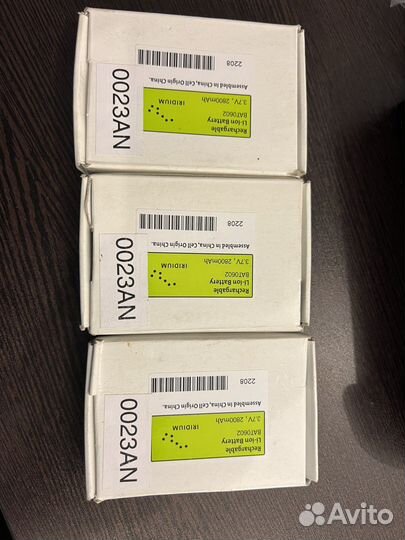 0023AN
Rechargable
Li-Ion Battery
BAT0602
3.7V, 2800mAh
IRIDIUM
Assembled in China, Cell Origin China.
2208
0023AN
Rechargable
Li-Ion Battery
BAT0602
3.7V, 2800mAh
IRIDIUM
Assembled in China, Cell Origin China.
2208
0023AN
Rechargable
Li-Ion Battery
BAT0602
3.7V, 2800mAh
IRIDIUM
Assembled in China, Cell Origin China.
2208
Avito